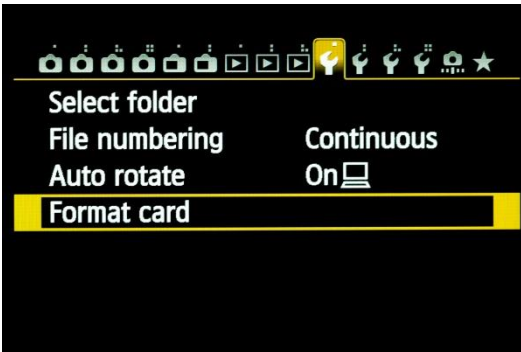 Select folder
File numbering Continuous
Auto rotate On
Format card